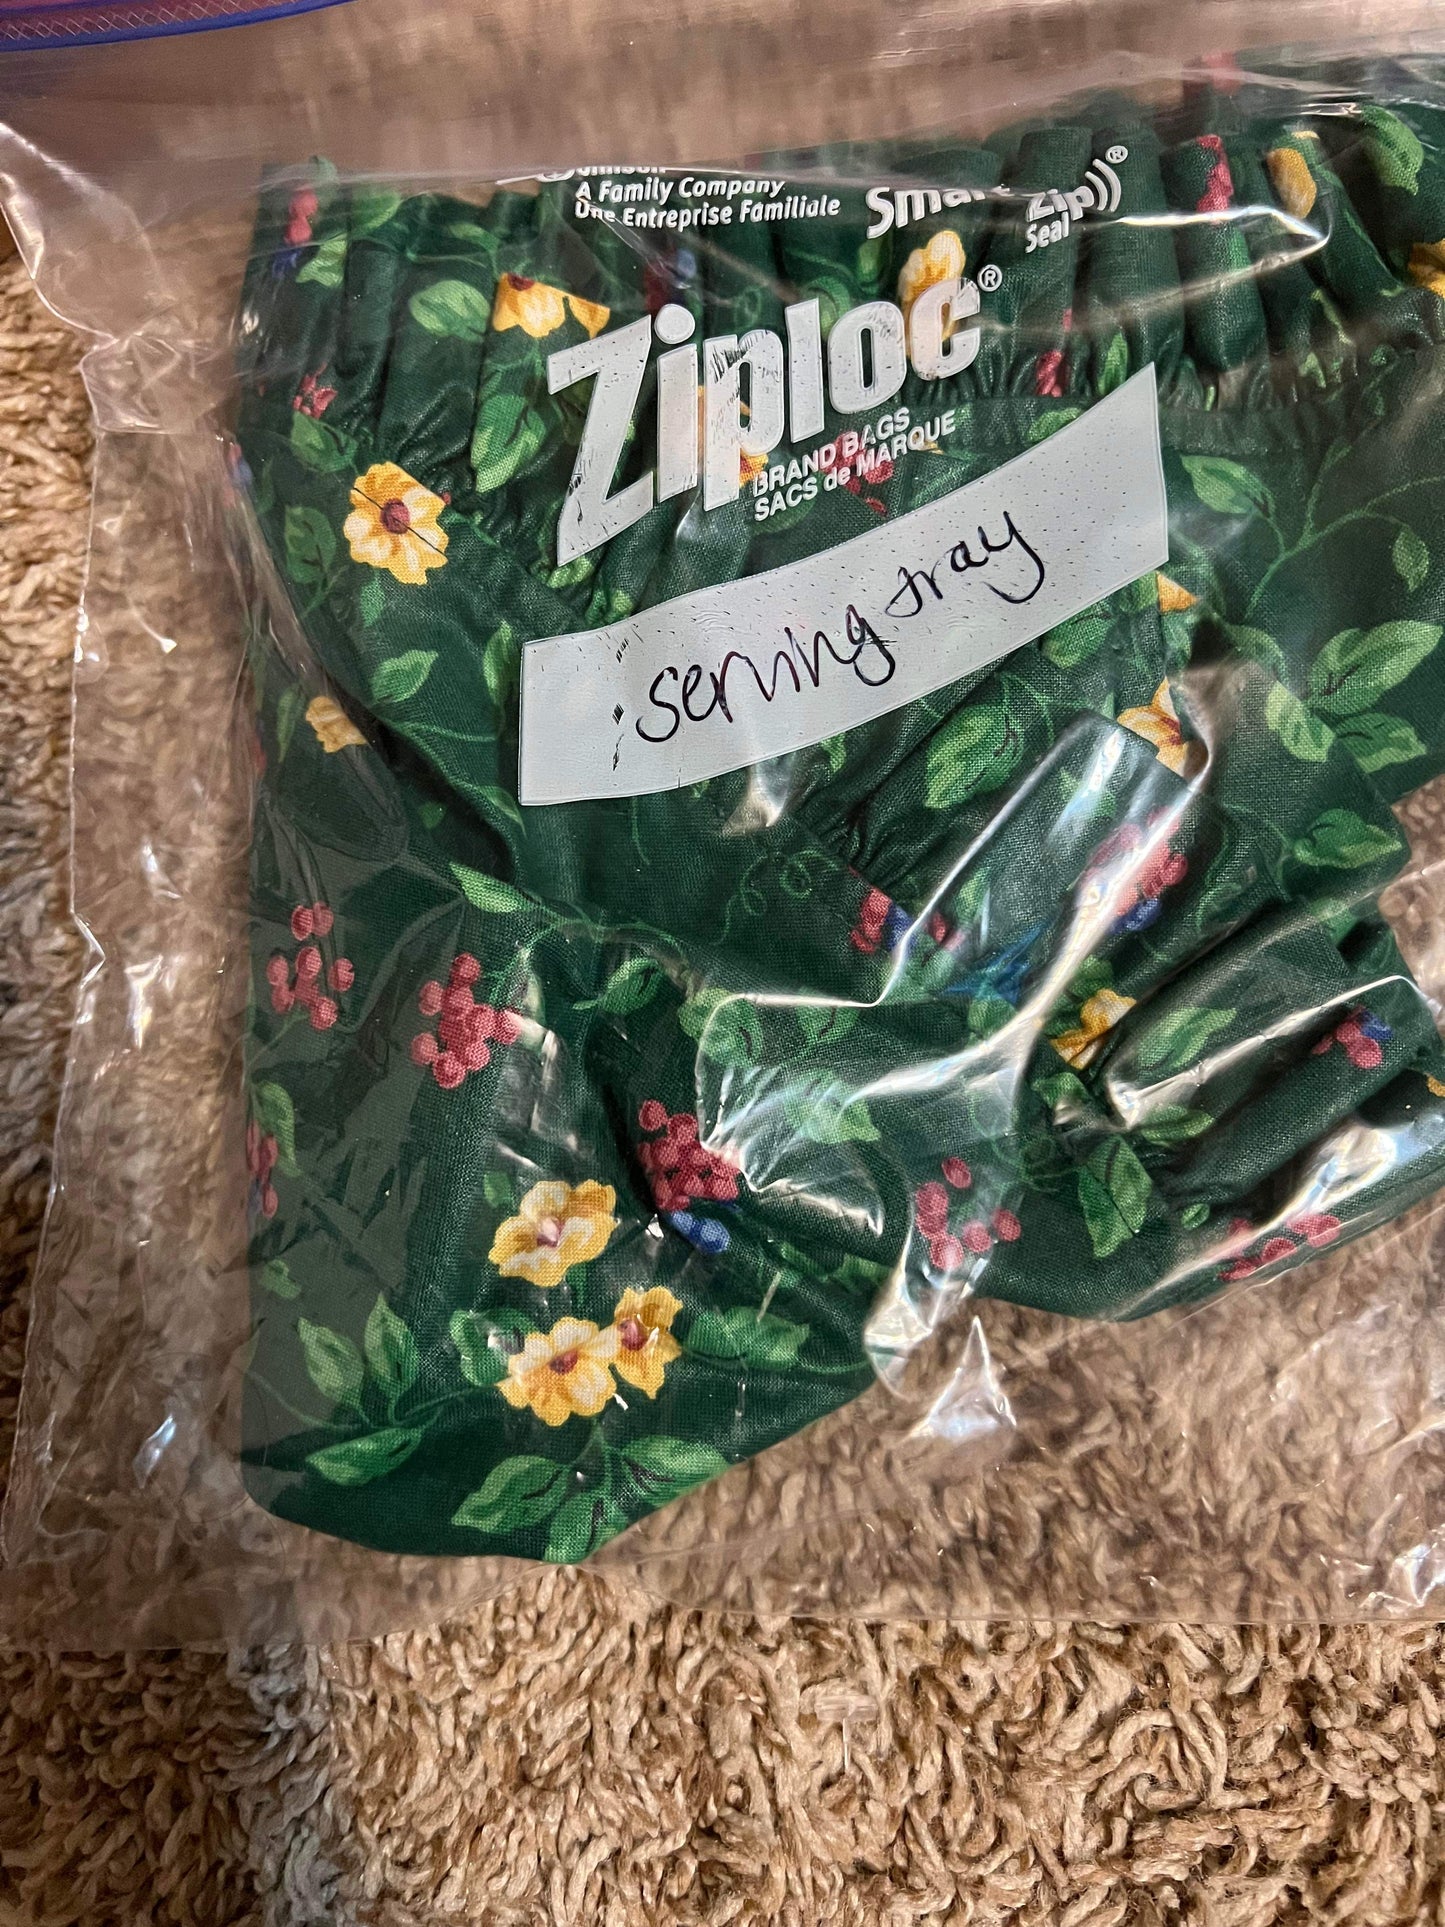 A Family Company
Une Entreprise Familiale
Zip))®
Seal
Ziploc®
BRAND BAGS
SACS de MARQUE
serving tray